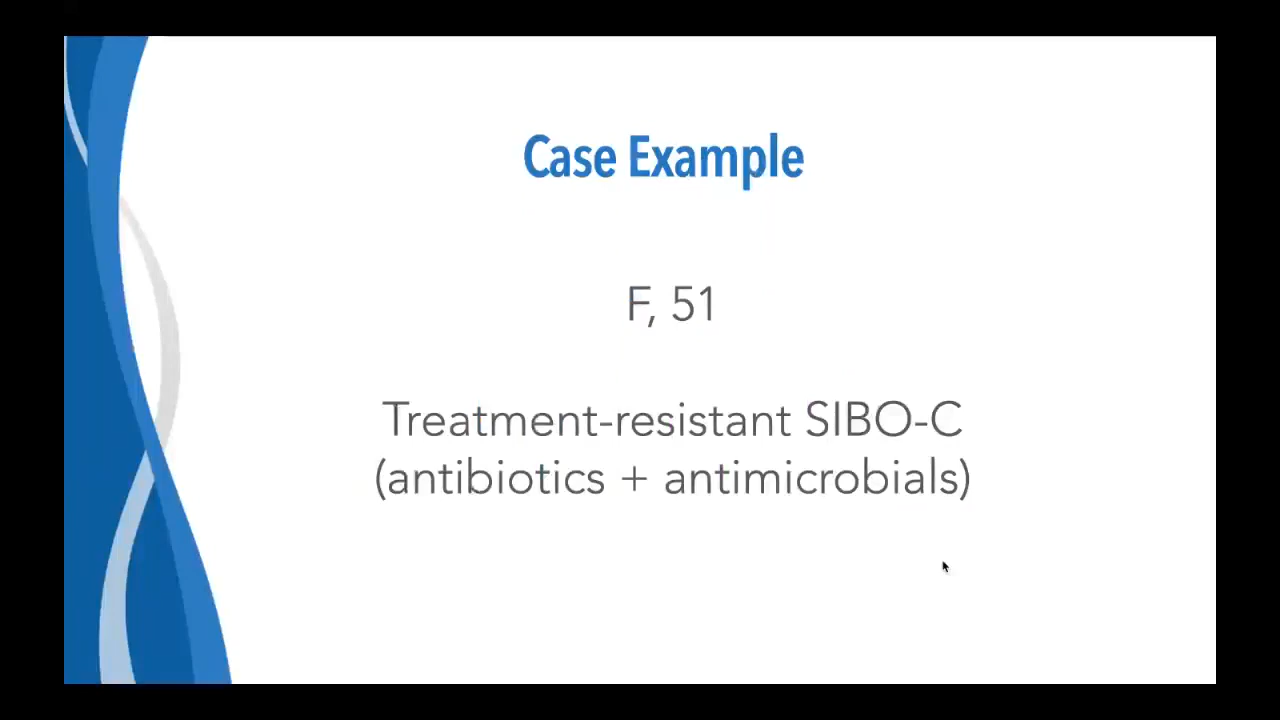 Case Example
F, 51
Treatment-resistant SIBO-C
(antibiotics + antimicrobials)